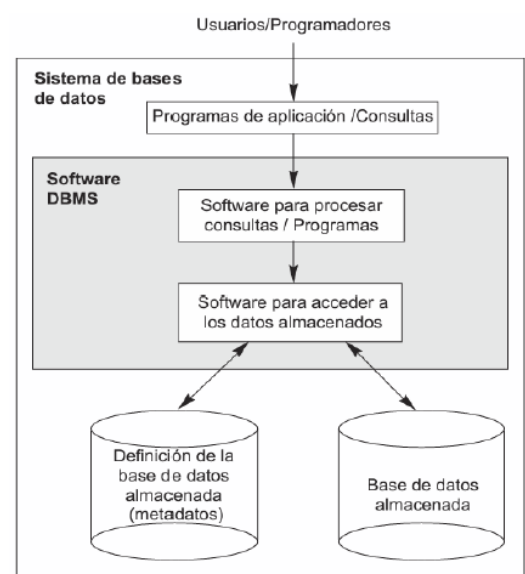 Usuarios/Programadores
Sistema de bases
de datos
Programas de aplicación /Consultas
Software
DBMS
Software para procesar
consultas / Programas
Software para acceder a
los datos almacenados
Definición de la
base de datos
almacenada
(metadatos)
Base de datos
almacenada